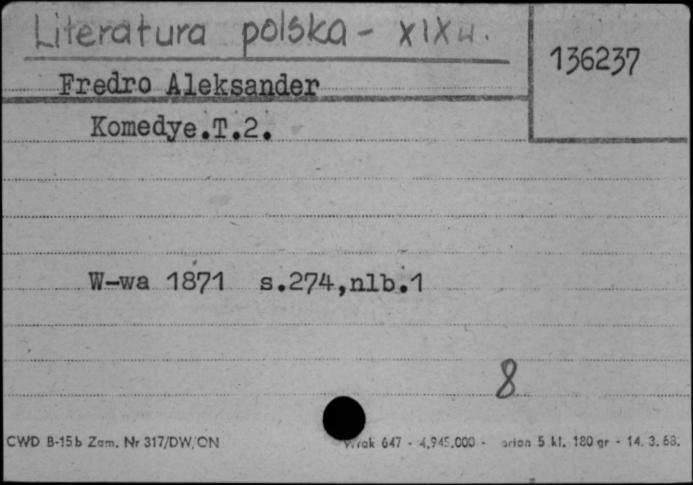 Literatura polska - XIX w.
136237
Fredro Aleksander
Komedye.T.2.
W-wa 1871 s.274,nlb.1
8
CWD B-15b Zam. Nr 317/DW/ON 647 - 4.945.000 - 5 kl. 180 gr - 14. 3. 68.